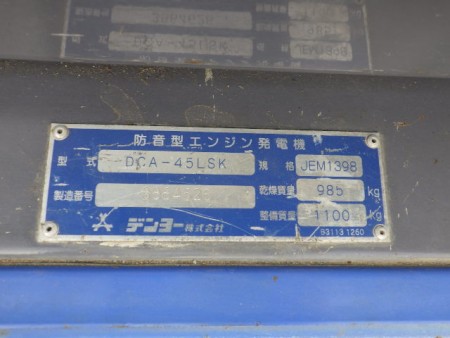 防音型エンジン発電機
型式 DCA-45LSK 規格 JEM1398
製造番号 乾燥質量 985 kg
整備質量 1100 kg
デンヨー株式会社